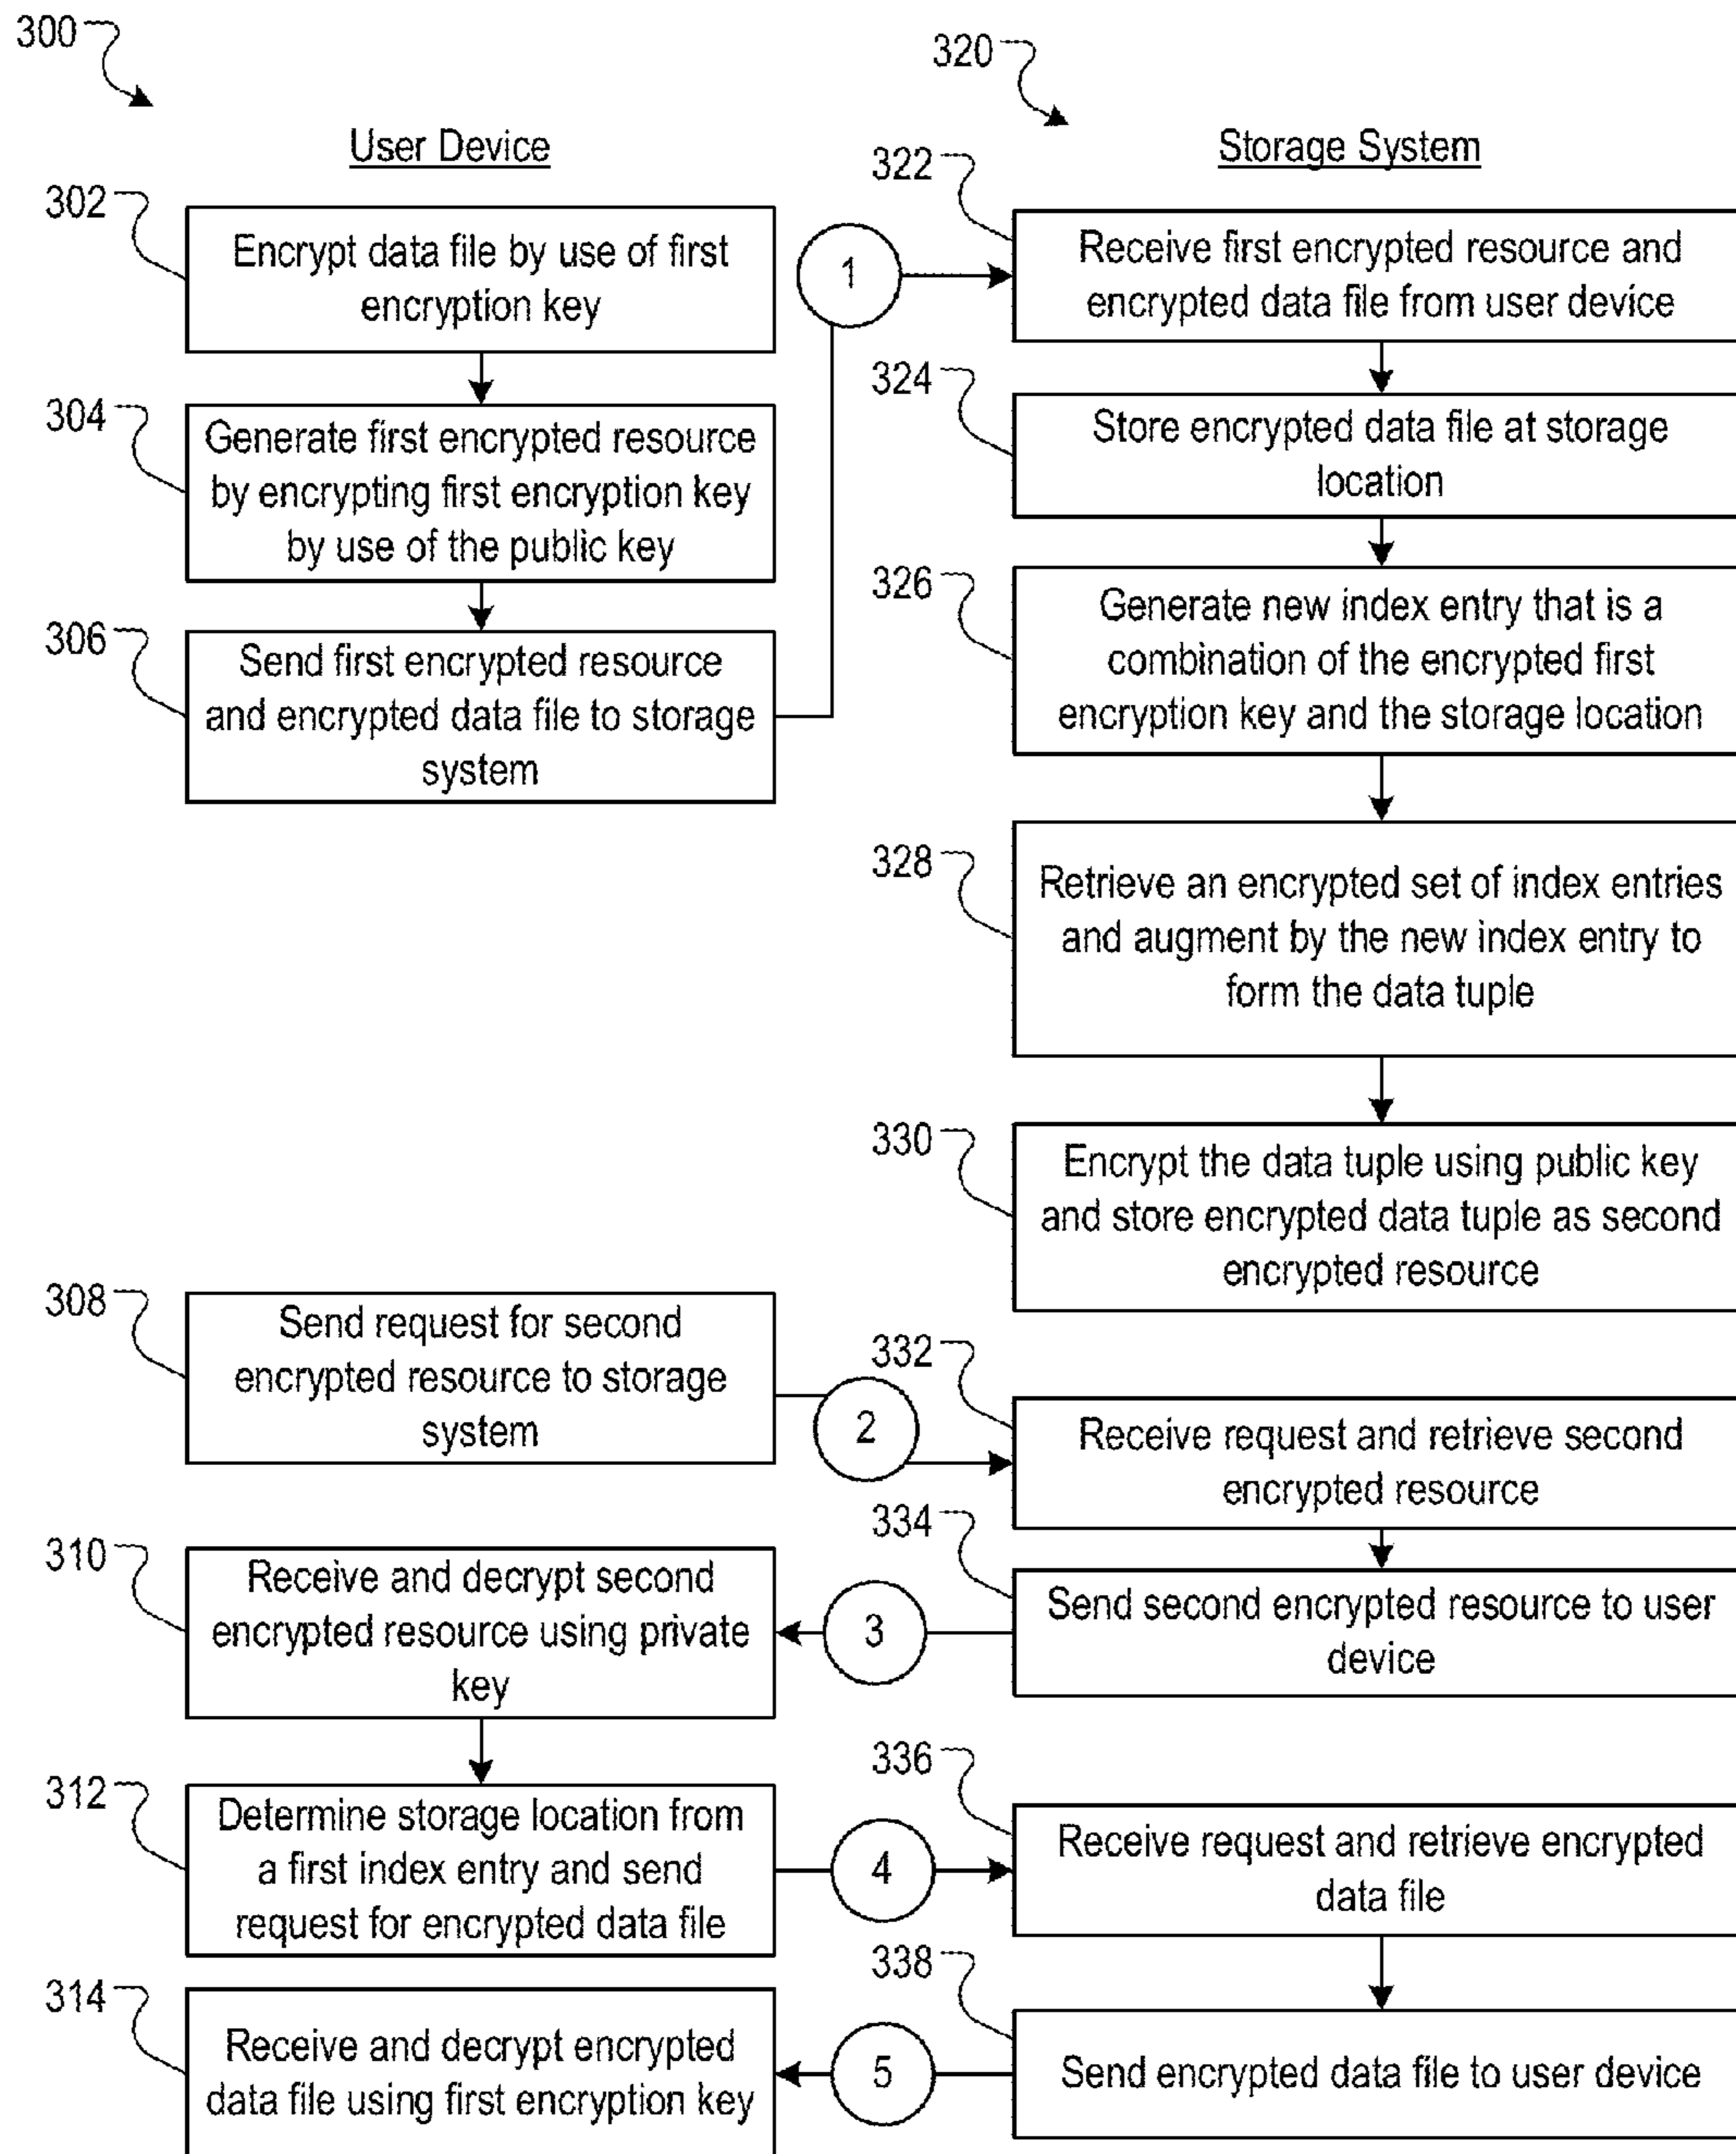 300
320
User Device
Storage System
302
Encrypt data file by use of first
encryption key
304
Generate first encrypted resource
by encrypting first encryption key
by use of the public key
306
Send first encrypted resource
and encrypted data file to storage
system
1
322
Receive first encrypted resource and
encrypted data file from user device
324
Store encrypted data file at storage
location
326
Generate new index entry that is a
combination of the encrypted first
encryption key and the storage location
328
Retrieve an encrypted set of index entries
and augment by the new index entry to
form the data tuple
330
Encrypt the data tuple using public key
and store encrypted data tuple as second
encrypted resource
308
Send request for second
encrypted resource to storage
system
2
332
Receive request and retrieve second
encrypted resource
334
Send second encrypted resource to user
device
3
310
Receive and decrypt second
encrypted resource using private
key
312
Determine storage location from
a first index entry and send
request for encrypted data file
4
336
Receive request and retrieve encrypted
data file
338
Send encrypted data file to user device
5
314
Receive and decrypt encrypted
data file using first encryption key